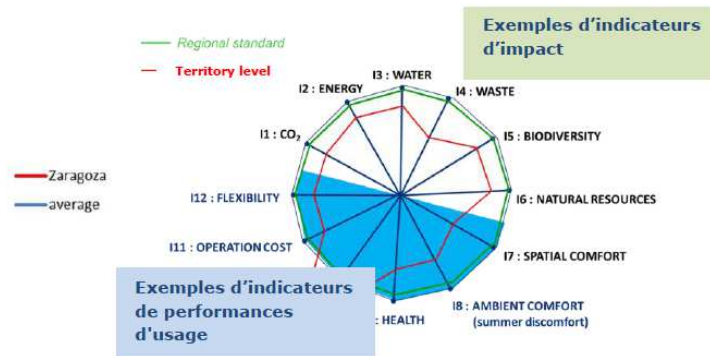 Exemples d'indicateurs
d'impact
Regional standard
Territory level
I3 : WATER
I2 : ENERGY
I4 : WASTE
I1 : CO₂
I5 : BIODIVERSITY
Zaragoza
average
I12 : FLEXIBILITY
I6 : NATURAL RESOURCES
I11 : OPERATION COST
I7 : SPATIAL COMFORT
Exemples d'indicateurs
de performances
d'usage
: HEALTH
I8 : AMBIENT COMFORT
(summer discomfort)